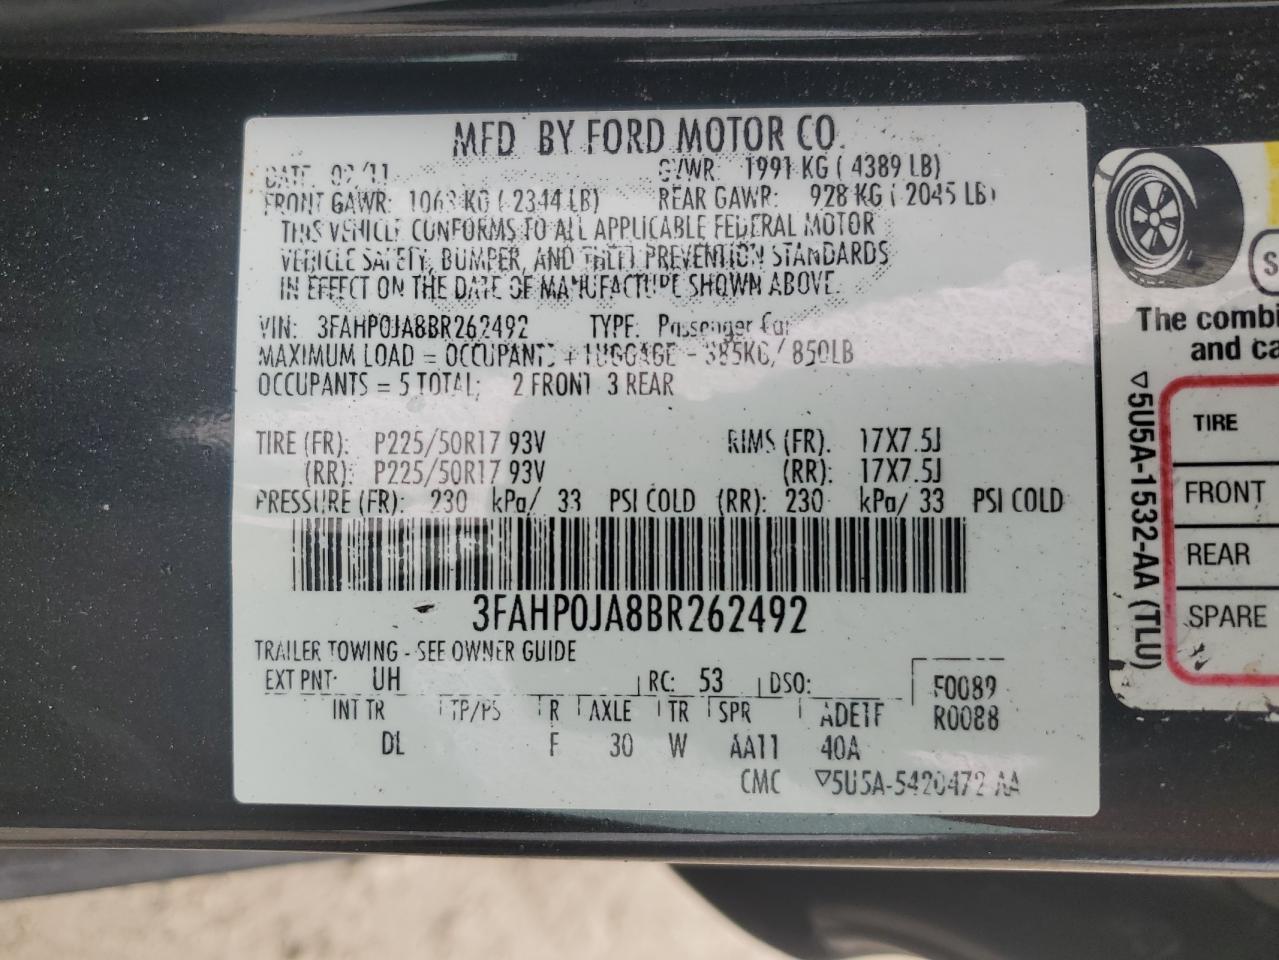 MFD BY FORD MOTOR CO.
DATE 02/11 GVWR: 1991 KG ( 4389 LB)
FRONT GAWR: 1063 KG ( 2344 LB) REAR GAWR: 928 KG ( 2045 LB)
THIS VEHICLE CONFORMS TO ALL APPLICABLE FEDERAL MOTOR
VEHICLE SAFETY, BUMPER, AND THEFT PREVENTION STANDARDS
IN EFFECT ON THE DATE OF MANUFACTURE SHOWN ABOVE.
VIN: 3FAHP0JA8BR262492 TYPE: Passenger Car
MAXIMUM LOAD = OCCUPANTS + LUGGAGE = 385KG/ 850LB
OCCUPANTS = 5 TOTAL; 2 FRONT 3 REAR
TIRE (FR): P225/50R17 93V RIMS (FR). 17X7.5J
(RR): P225/50R17 93V (RR): 17X7.5J
PRESSURE (FR): 230 kPa/ 33 PSI COLD (RR): 230 kPa/ 33 PSI COLD
3FAHP0JA8BR262492
TRAILER TOWING - SEE OWNER GUIDE
EXT PNT: UH RC: 53 DSO: F0089
INT TR TP/PS R AXLE TR SPR ADETF R0088
DL F 30 W AA11 40A
CMC ▽5U5A-5420472-AA
The combi
and ca
▽5U5A-1532-AA (TLU)
TIRE
FRONT
REAR
SPARE